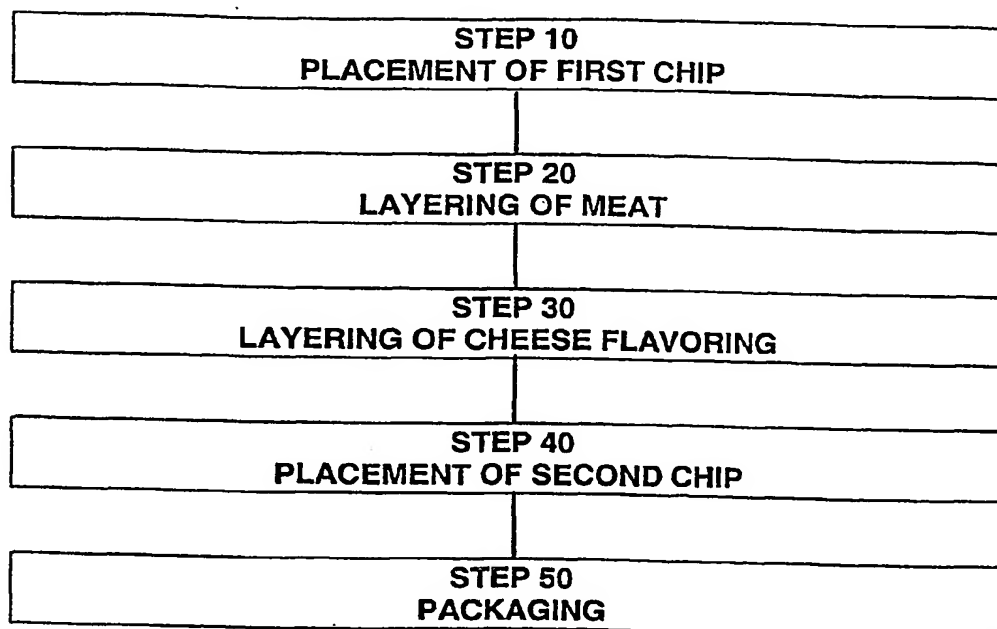 STEP 10
PLACEMENT OF FIRST CHIP
STEP 20
LAYERING OF MEAT
STEP 30
LAYERING OF CHEESE FLAVORING
STEP 40
PLACEMENT OF SECOND CHIP
STEP 50
PACKAGING